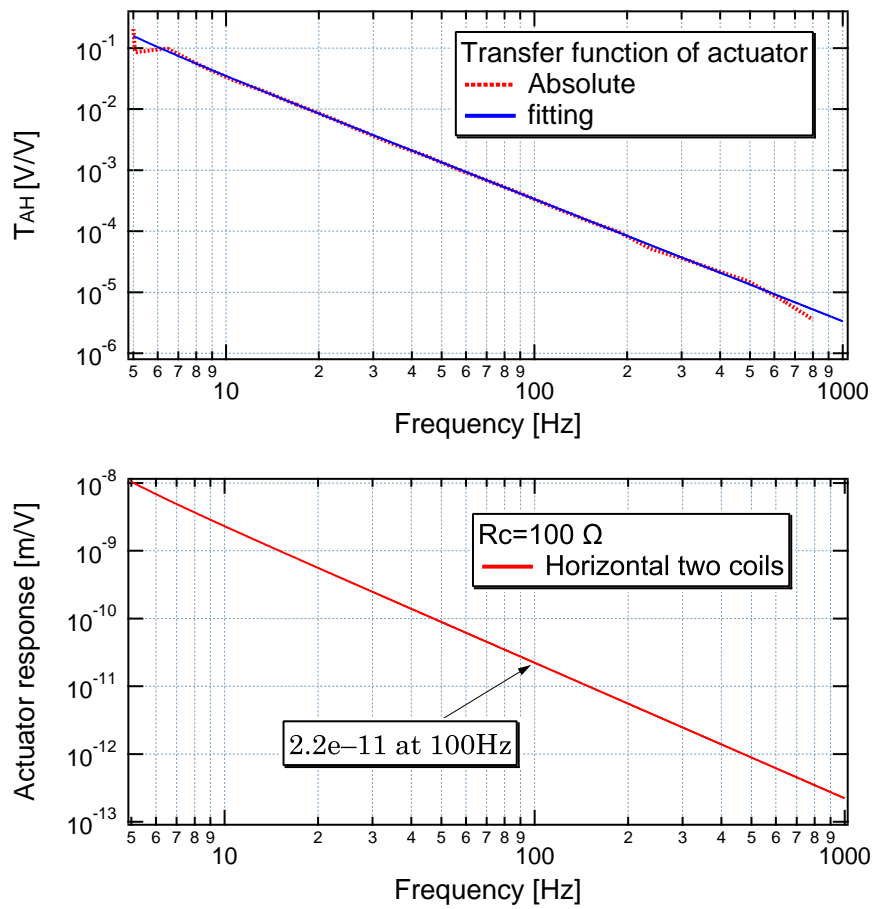 Transfer function of actuator
Absolute
fitting
T_AH [V/V]
10^-1
10^-2
10^-3
10^-4
10^-5
10^-6
5 6 7 8 9 10 2 3 4 5 6 7 8 9 100 2 3 4 5 6 7 8 9 1000
Frequency [Hz]
Rc=100 Ω
Horizontal two coils
2.2e–11 at 100Hz
Actuator response [m/V]
10^-8
10^-9
10^-10
10^-11
10^-12
10^-13
5 6 7 8 9 10 2 3 4 5 6 7 8 9 100 2 3 4 5 6 7 8 9 1000
Frequency [Hz]